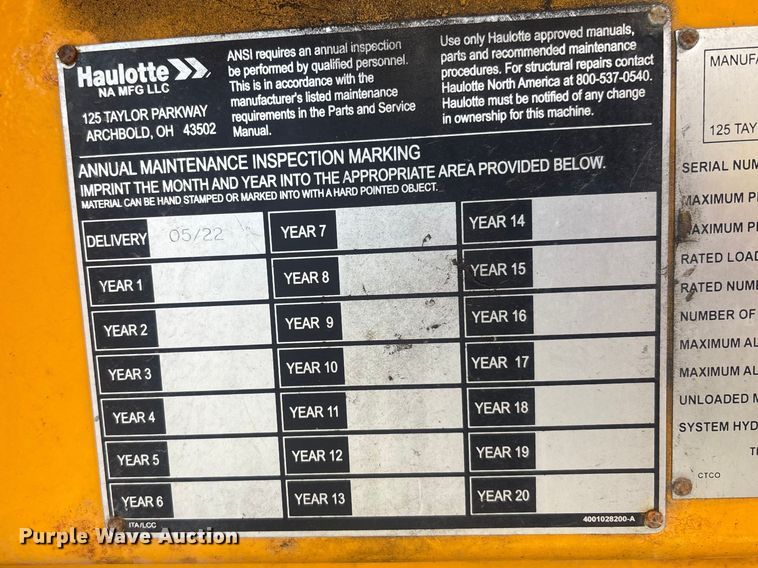 Haulotte
NA MFG LLC
125 TAYLOR PARKWAY
ARCHBOLD, OH 43502
ANSI requires an annual inspection
be performed by qualified personnel.
This is in accordance with the
manufacturer's listed maintenance
requirements in the Parts and Service
Manual.
Use only Haulotte approved manuals,
parts and recommended maintenance
procedures. For structural repairs contact
Haulotte North America at 800-537-0540.
Haulotte must be notified of any change
in ownership for this machine.
ANNUAL MAINTENANCE INSPECTION MARKING
IMPRINT THE MONTH AND YEAR INTO THE APPROPRIATE AREA PROVIDED BELOW.
MATERIAL CAN BE HAND STAMPED OR MARKED INTO WITH A HARD POINTED OBJECT.
DELIVERY 05/22
YEAR 1
YEAR 2
YEAR 3
YEAR 4
YEAR 5
YEAR 6
YEAR 7
YEAR 8
YEAR 9
YEAR 10
YEAR 11
YEAR 12
YEAR 13
YEAR 14
YEAR 15
YEAR 16
YEAR 17
YEAR 18
YEAR 19
YEAR 20
ITA/LCC
4001028200-A
MANUFA
125 TAY
SERIAL NUM
MAXIMUM P
MAXIMUM P
RATED LOAD
RATED NUMB
NUMBER OF
MAXIMUM AL
MAXIMUM AL
UNLOADED M
SYSTEM HYD
TH
CTCO
Purple Wave Auction